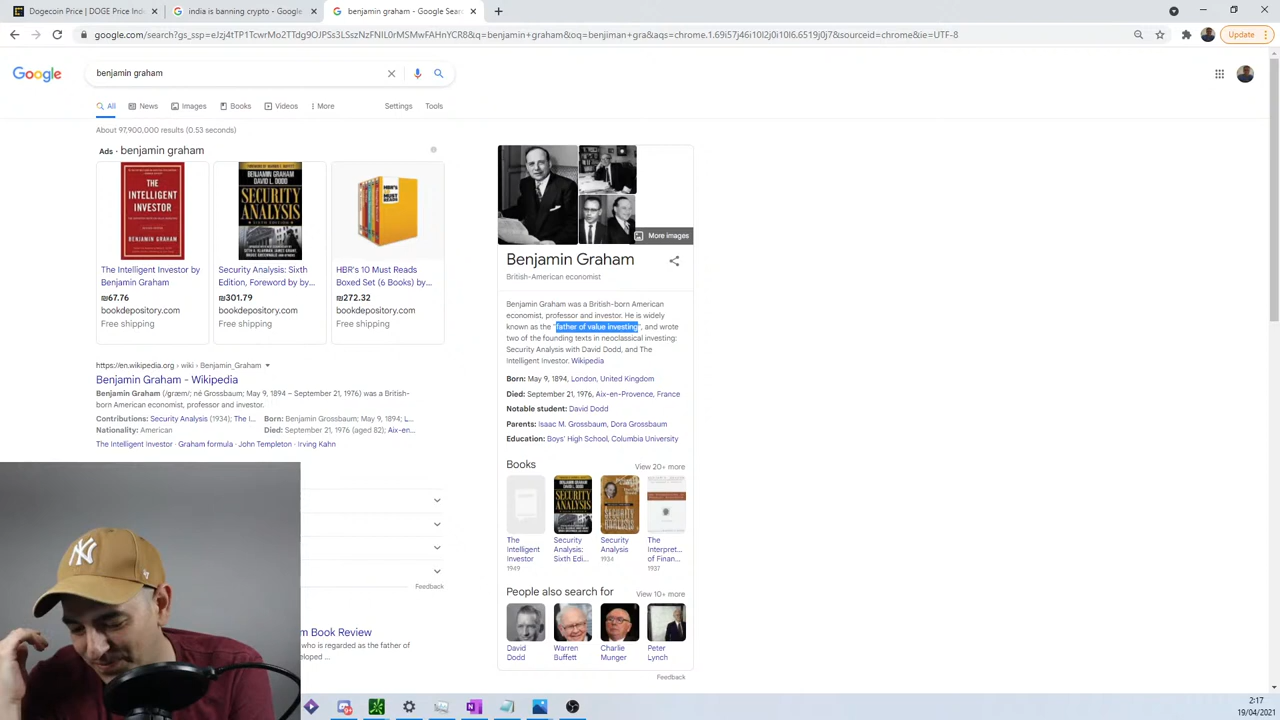 Dogecoin Price | DOGE Price Ind
india is banning crypto - Google
benjamin graham - Google Sear
google.com/search?gs_ssp=eJzj4tTP1TcwrMo2TTdg9OJPSs3LSszNzFNIL0rMSMwFAHnYCR8&q=benjamin+graham&oq=benjiman+gra&aqs=chrome.1.69i57j46i10l2j0i10l6.6519j0j7&sourceid=chrome&ie=UTF-8
Update
Google
benjamin graham
All
News
Images
Books
Videos
More
Settings
Tools
About 97,900,000 results (0.53 seconds)
Ads · benjamin graham
THE INTELLIGENT INVESTOR
BENJAMIN GRAHAM
BENJAMIN GRAHAM
DAVID L. DODD
SECURITY ANALYSIS
The Intelligent Investor by
Benjamin Graham
₪67.76
bookdepository.com
Free shipping
Security Analysis: Sixth
Edition, Foreword by by...
₪301.79
bookdepository.com
Free shipping
HBR's 10 Must Reads
Boxed Set (6 Books) by...
₪272.32
bookdepository.com
Free shipping
https://en.wikipedia.org › wiki › Benjamin_Graham
Benjamin Graham - Wikipedia
Benjamin Graham (/ɡræm/; né Grossbaum; May 9, 1894 – September 21, 1976) was a British-
born American economist, professor and investor.
Contributions: Security Analysis (1934); The I...
Born: Benjamin Grossbaum; May 9, 1894; L...
Nationality: American
Died: September 21, 1976 (aged 82); Aix-en...
The Intelligent Investor · Graham formula · John Templeton · Irving Kahn
Feedback
m Book Review
who is regarded as the father of
eloped ...
More images
Benjamin Graham
British-American economist
Benjamin Graham was a British-born American
economist, professor and investor. He is widely
known as the "father of value investing", and wrote
two of the founding texts in neoclassical investing:
Security Analysis with David Dodd, and The
Intelligent Investor. Wikipedia
Born: May 9, 1894, London, United Kingdom
Died: September 21, 1976, Aix-en-Provence, France
Notable student: David Dodd
Parents: Isaac M. Grossbaum, Dora Grossbaum
Education: Boys' High School, Columbia University
Books
View 20+ more
SECURITY ANALYSIS
The
Intelligent
Investor
1949
Security
Analysis:
Sixth Edi...
Security
Analysis
1934
The
Interpret...
of Finan...
1937
People also search for
View 10+ more
David
Dodd
Warren
Buffett
Charlie
Munger
Peter
Lynch
Feedback
2:17
19/04/2021